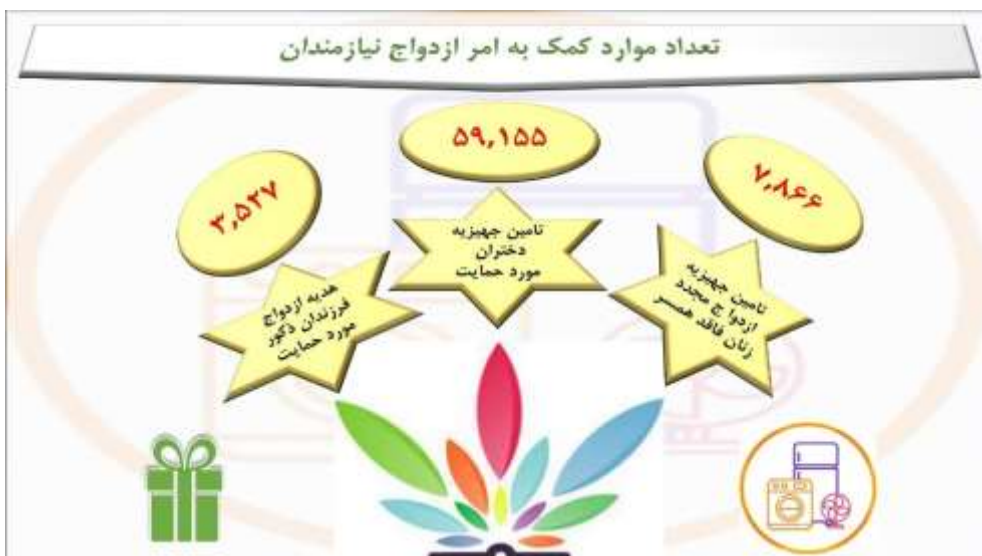 تعداد موارد کمک به امر ازدواج نیازمندان
۷,۸۶۶
تامین جهیزیه
ازدواج مجدد
زنان فاقد همسر
۵۹,۱۵۵
تامین جهیزیه
دختران
مورد حمایت
۳,۵۲۷
هدیه ازدواج
فرزندان ذکور
مورد حمایت